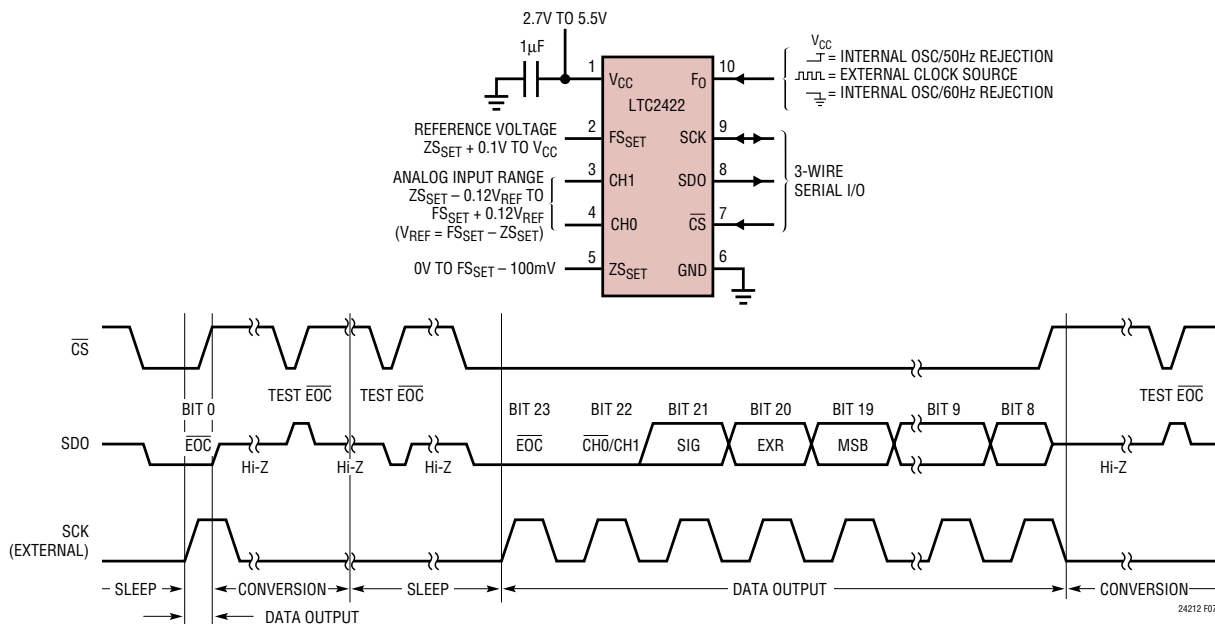 2.7V TO 5.5V
1µF
1
VCC
LTC2422
REFERENCE VOLTAGE
ZSSET + 0.1V TO VCC
2
FSSET
ANALOG INPUT RANGE
ZSSET – 0.12VREF TO
FSSET + 0.12VREF
(VREF = FSSET – ZSSET)
3
CH1
4
CH0
0V TO FSSET – 100mV
5
ZSSET
FO
10
VCC
= INTERNAL OSC/50Hz REJECTION
= EXTERNAL CLOCK SOURCE
= INTERNAL OSC/60Hz REJECTION
SCK
9
SDO
8
CS
7
3-WIRE
SERIAL I/O
GND
6
CS
TEST EOC TEST EOC TEST EOC
BIT 0 BIT 23 BIT 22 BIT 21 BIT 20 BIT 19 BIT 9 BIT 8
SDO EOC EOC CH0/CH1 SIG EXR MSB
Hi-Z Hi-Z Hi-Z Hi-Z
SCK
(EXTERNAL)
SLEEP CONVERSION SLEEP DATA OUTPUT CONVERSION
DATA OUTPUT
24212 F07